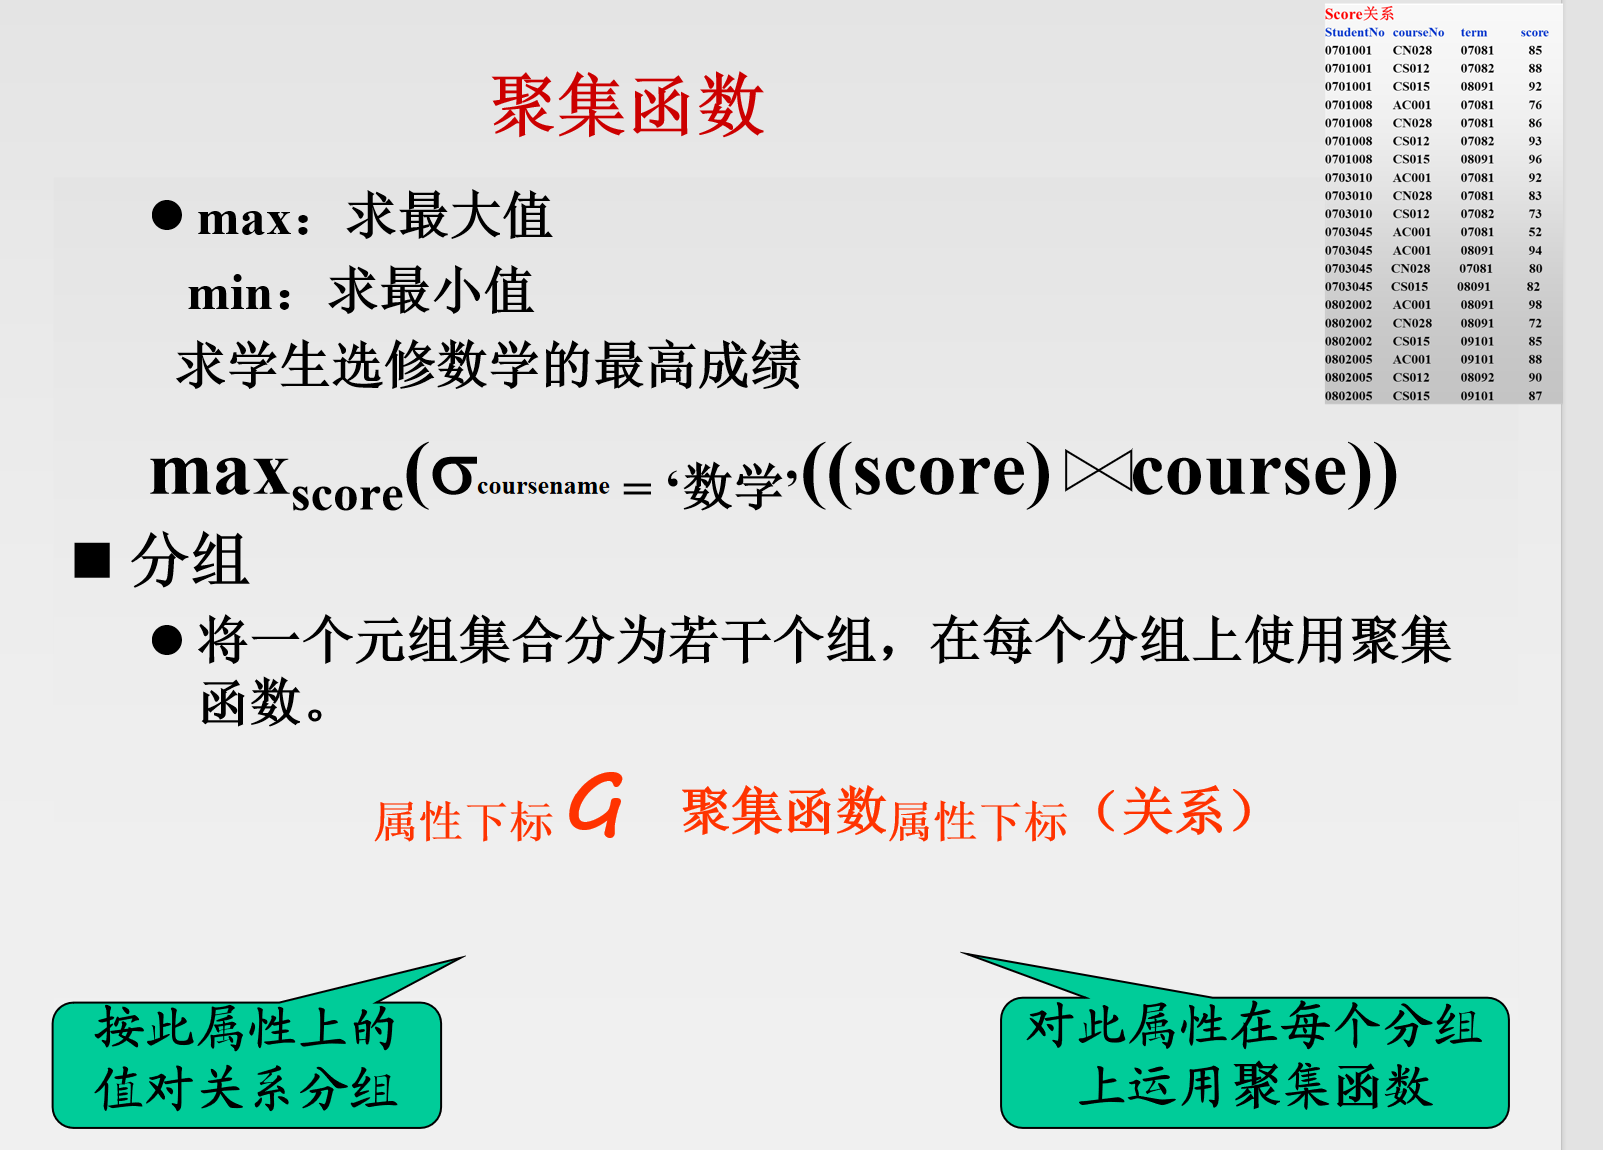 聚集函数
Score关系
StudentNo courseNo term score
0701001 CN028 07081 85
0701001 CS012 07082 88
0701001 CS015 08091 92
0701008 AC001 07081 76
0701008 CN028 07081 86
0701008 CS012 07082 93
0701008 CS015 08091 96
0703010 AC001 07081 92
0703010 CN028 07081 83
0703010 CS012 07082 73
0703045 AC001 07081 52
0703045 AC001 08091 94
0703045 CN028 07081 80
0703045 CS015 08091 82
0802002 AC001 08091 98
0802002 CN028 08091 72
0802002 CS015 09101 85
0802005 AC001 09101 88
0802005 CS012 08092 90
0802005 CS015 09101 87
● max：求最大值
min：求最小值
求学生选修数学的最高成绩
maxscore(σcoursename = ‘数学’((score)⋈course))
■ 分组
● 将一个元组集合分为若干个组，在每个分组上使用聚集
函数。
属性下标 G 聚集函数属性下标（关系）
按此属性上的
值对关系分组
对此属性在每个分组
上运用聚集函数